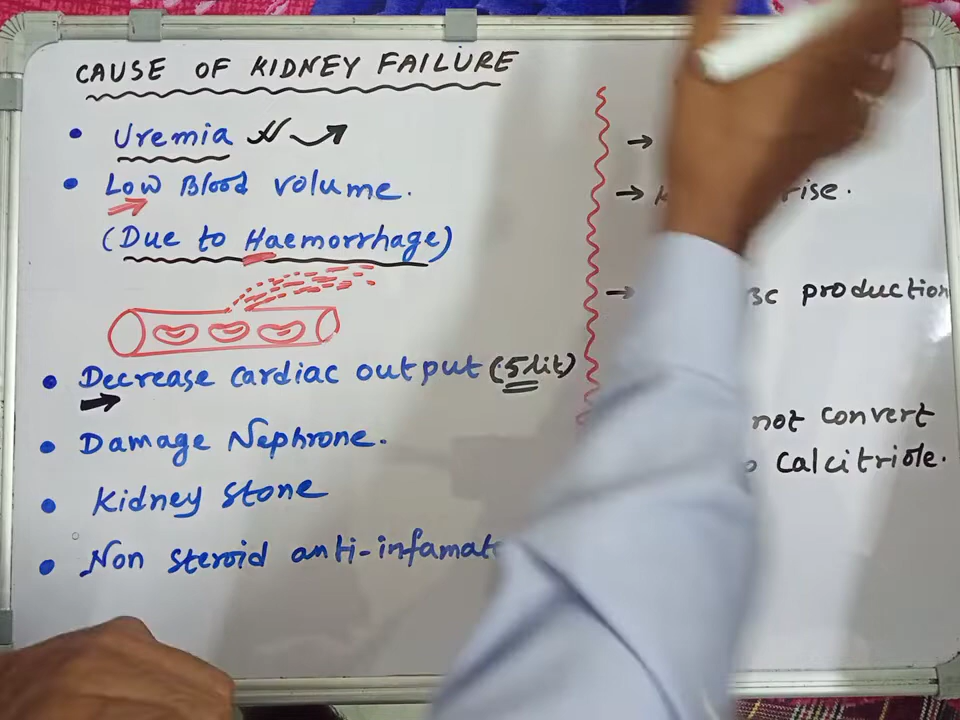 CAUSE OF KIDNEY FAILURE
• Uremia N
• Low Blood volume.
(Due to Haemorrhage)
• Decrease cardiac output (5 lit)
• Damage Nephrone.
• Kidney Stone
• Non Steroid anti-infamat
→
→ rise.
→ production
not convert
Calcitriole.